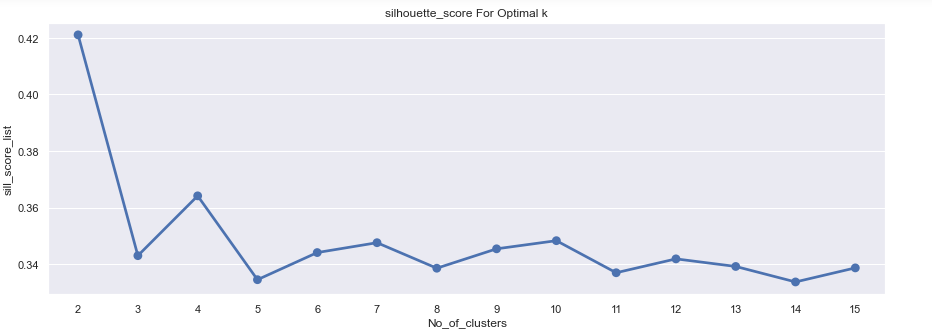 silhouette_score For Optimal k
0.42
0.40
0.38
0.36
0.34
sill_score_list
2 3 4 5 6 7 8 9 10 11 12 13 14 15
No_of_clusters